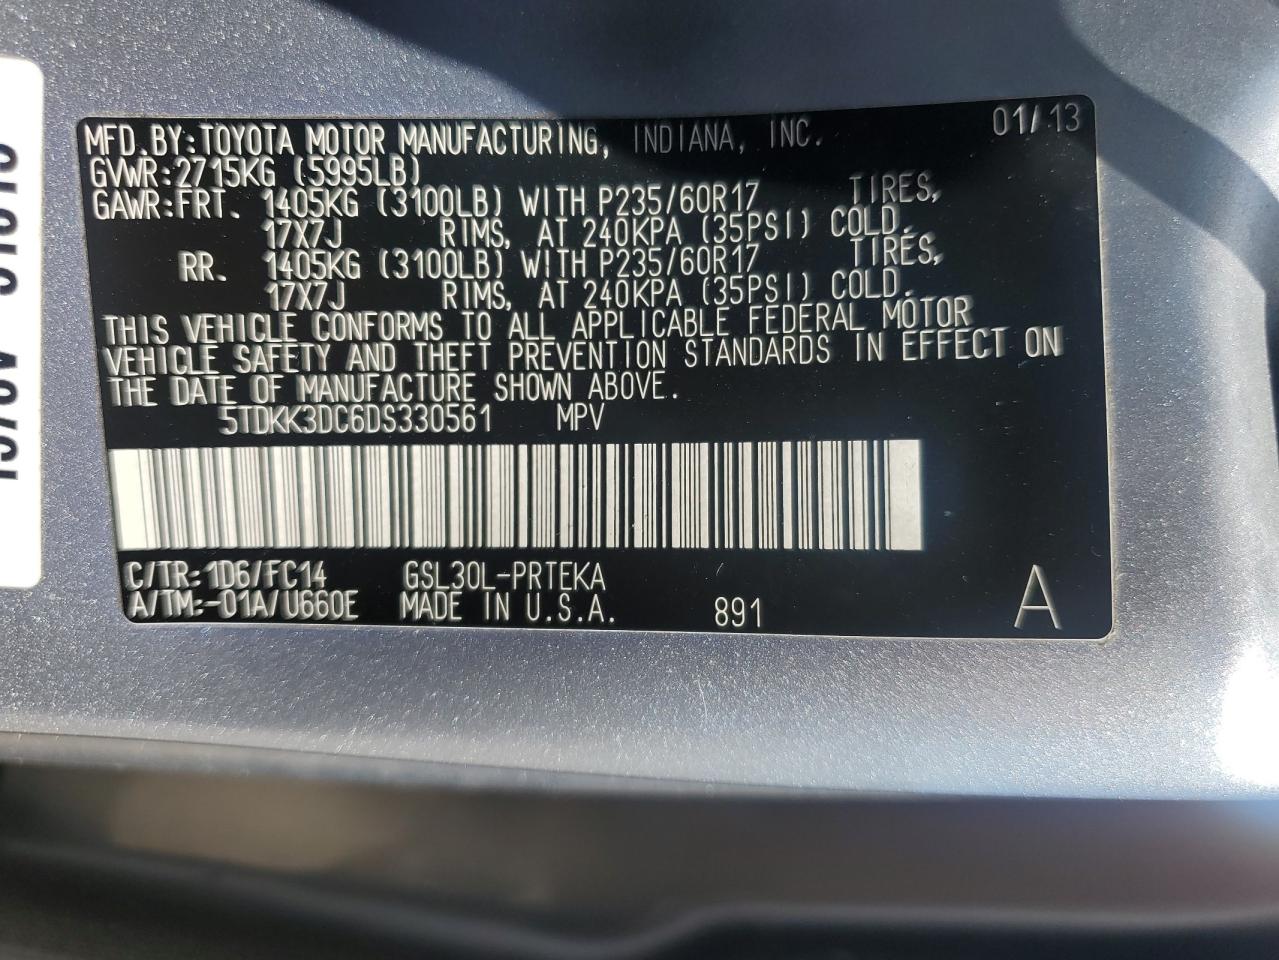 MFD.BY:TOYOTA MOTOR MANUFACTURING, INDIANA, INC. 01/13
GVWR:2715KG (5995LB)
GAWR:FRT. 1405KG (3100LB) WITH P235/60R17 TIRES,
17X7J RIMS, AT 240KPA (35PSI) COLD.
RR. 1405KG (3100LB) WITH P235/60R17 TIRES,
17X7J RIMS, AT 240KPA (35PSI) COLD.
THIS VEHICLE CONFORMS TO ALL APPLICABLE FEDERAL MOTOR
VEHICLE SAFETY AND THEFT PREVENTION STANDARDS IN EFFECT ON
THE DATE OF MANUFACTURE SHOWN ABOVE.
5TDKK3DC6DS330561 MPV
C/TR:1D6/FC14 GSL30L-PRTEKA
A/TM:-01A/U660E MADE IN U.S.A. 891 A